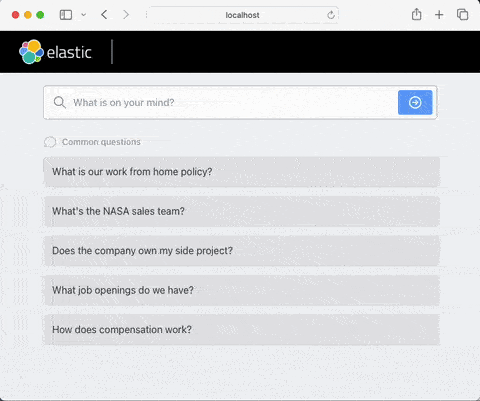 localhost
elastic
What is on your mind?
Common questions
What is our work from home policy?
What's the NASA sales team?
Does the company own my side project?
What job openings do we have?
How does compensation work?